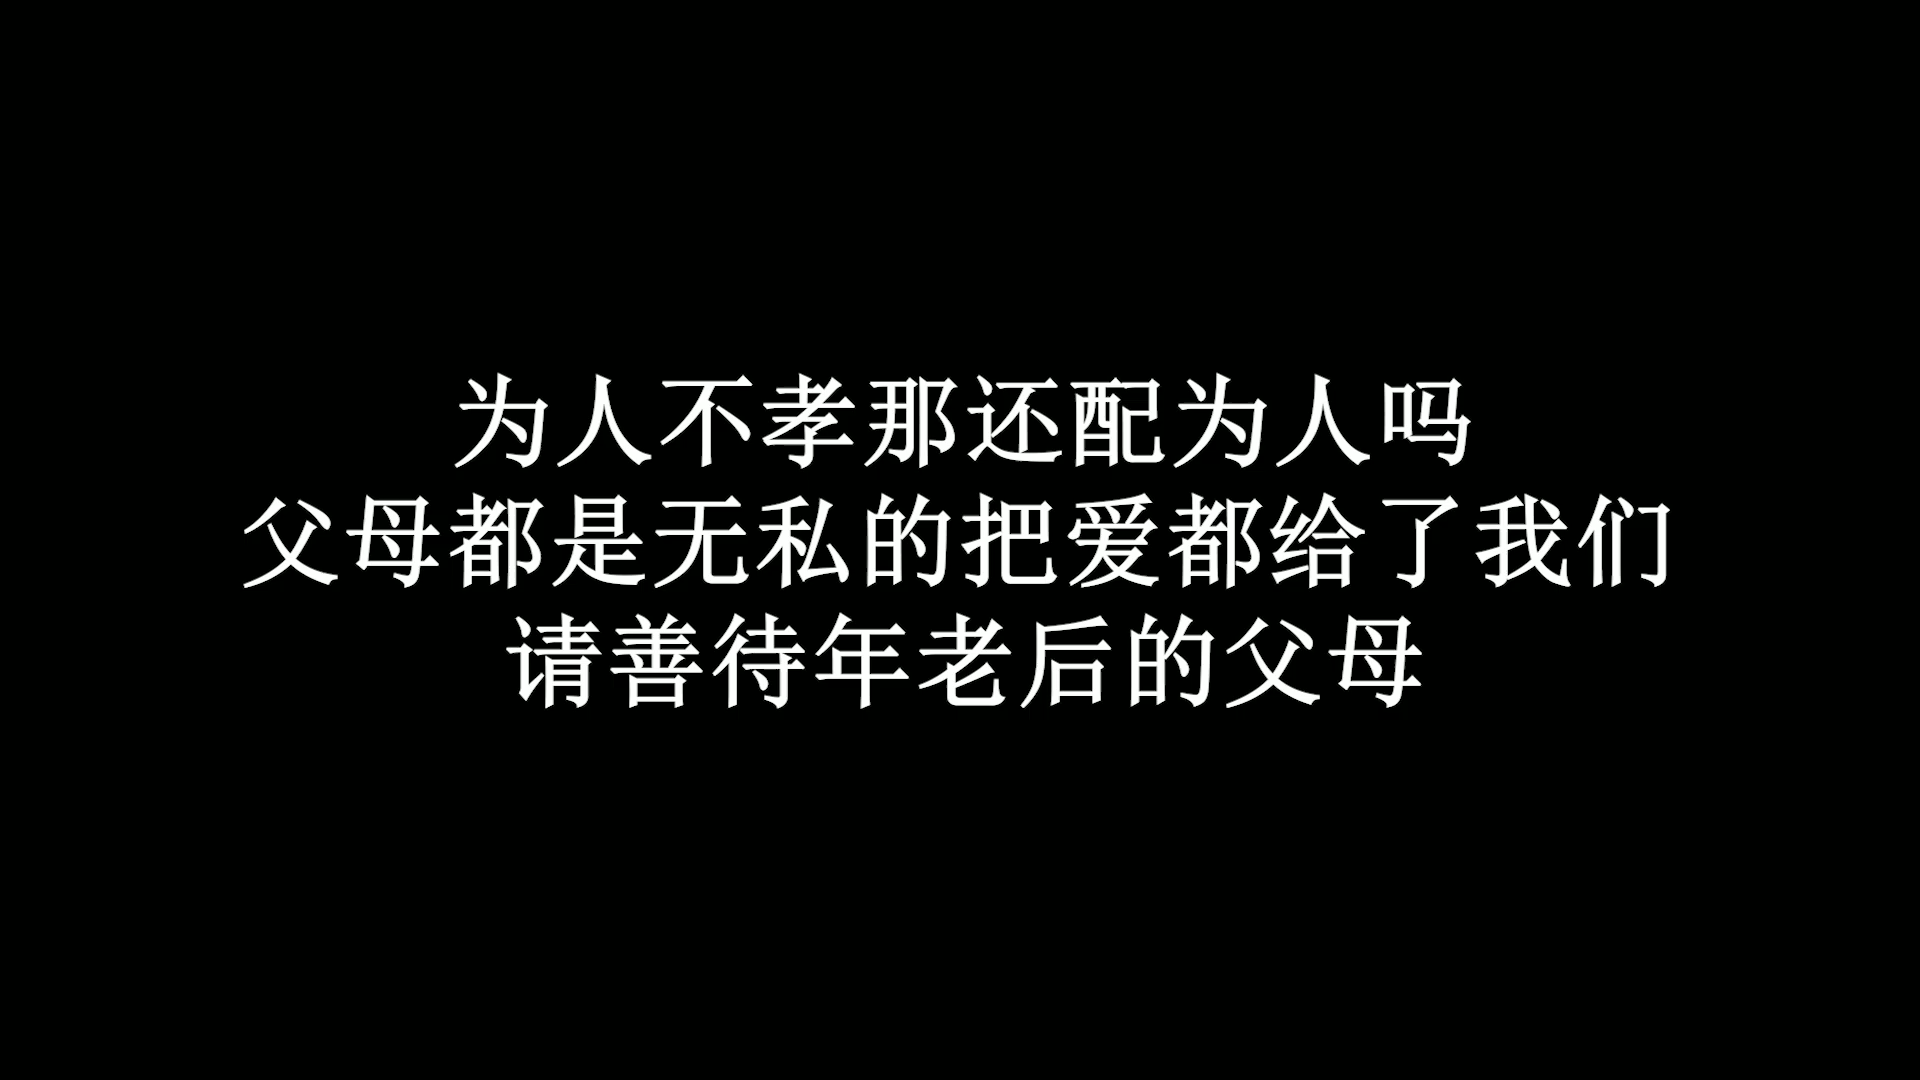 为人不孝那还配为人吗
父母都是无私的把爱都给了我们
请善待年老后的父母